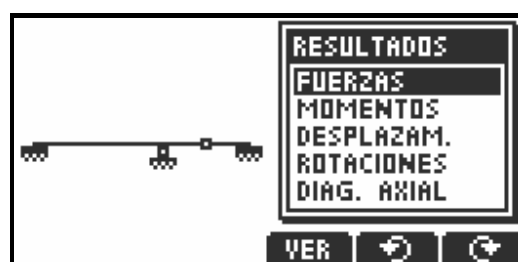 RESULTADOS
FUERZAS
MOMENTOS
DESPLAZAM.
ROTACIONES
DIAG. AXIAL
VER